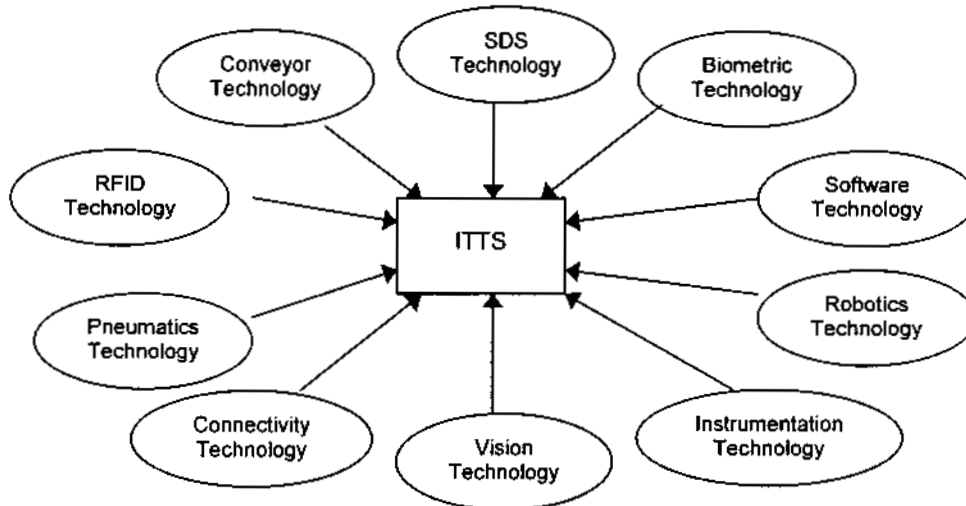 SDS
Technology
Conveyor
Technology
Biometric
Technology
RFID
Technology
Software
Technology
ITTS
Pneumatics
Technology
Robotics
Technology
Connectivity
Technology
Vision
Technology
Instrumentation
Technology